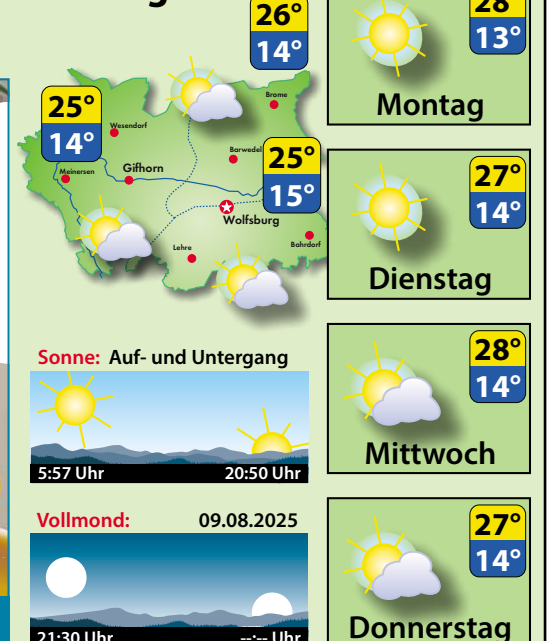 26°
14°
25°
14°
Wesendorf
Brome
Barwedel
25°
15°
Meinersen
Gifhorn
Wolfsburg
Lehre
Bahrdorf
Sonne: Auf- und Untergang
5:57 Uhr 20:50 Uhr
Vollmond: 09.08.2025
21:30 Uhr --:-- Uhr
28°
13°
Montag
27°
14°
Dienstag
28°
14°
Mittwoch
27°
14°
Donnerstag